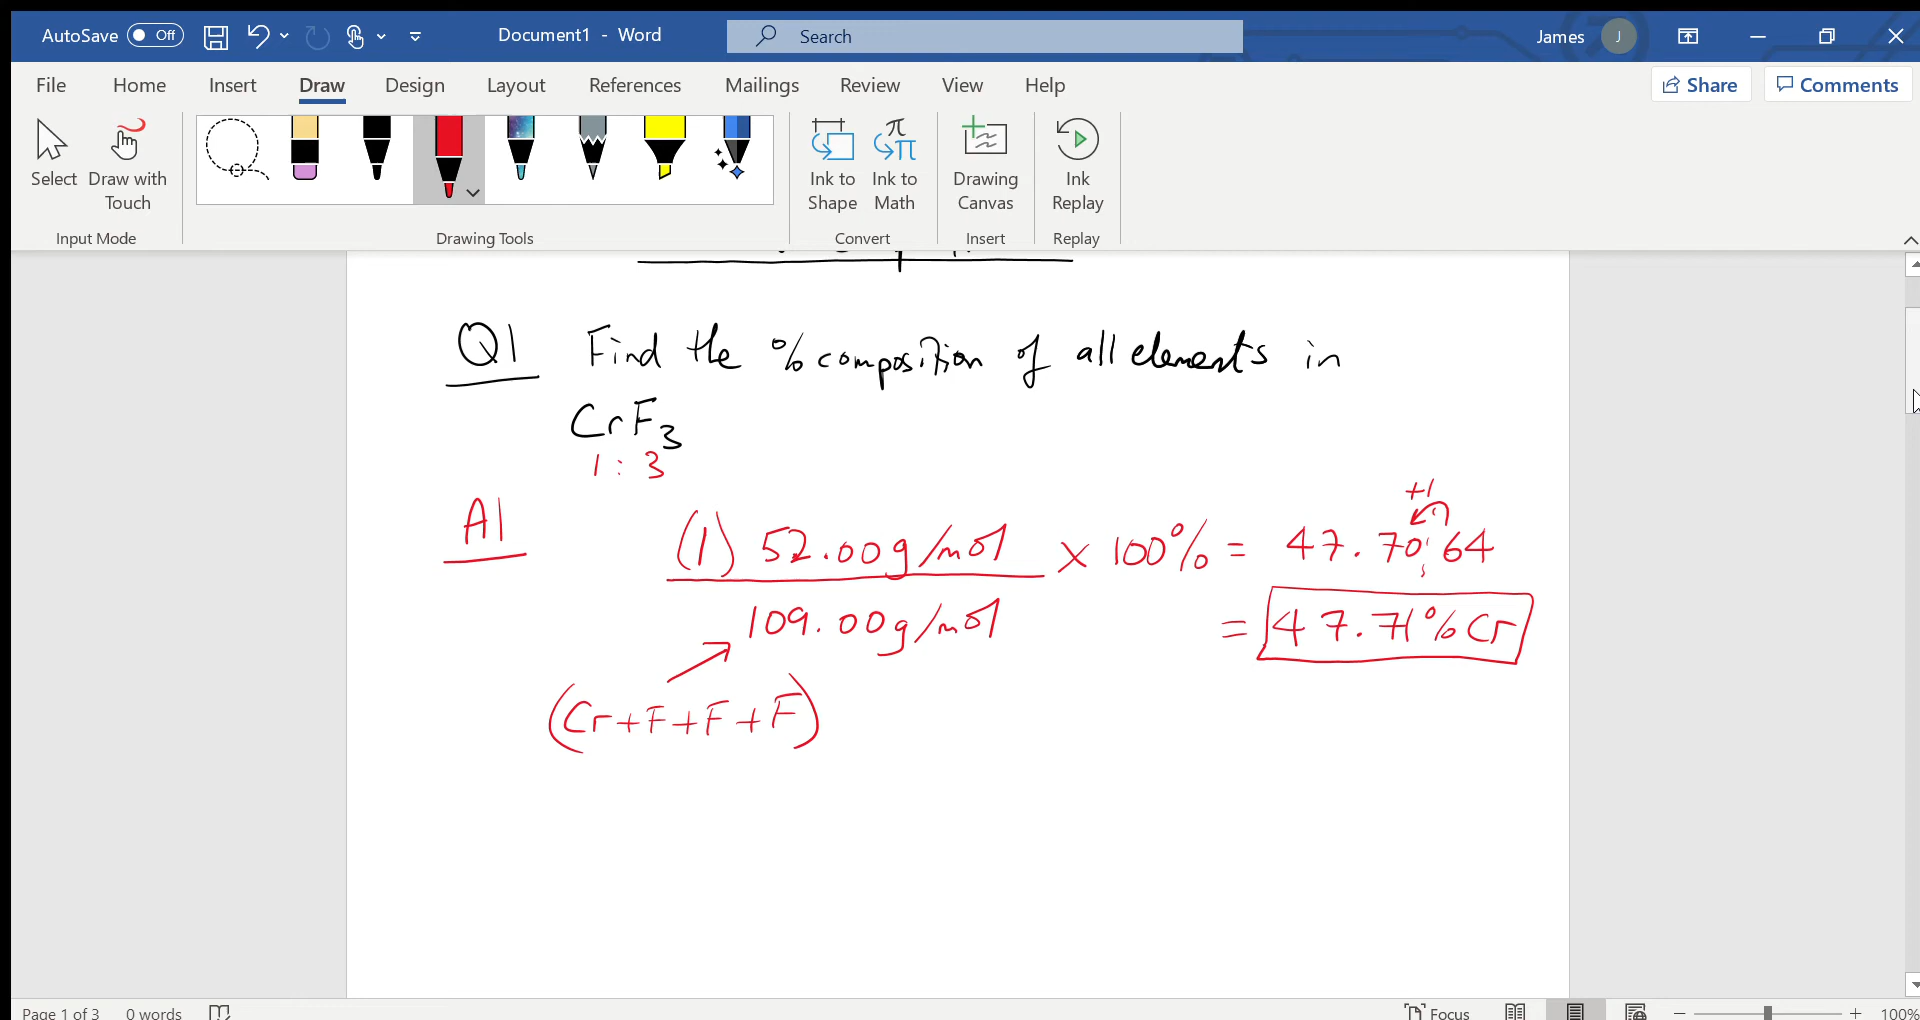 AutoSave Off Document1 - Word Search James J
File Home Insert Draw Design Layout References Mailings Review View Help Share Comments
Select Draw with Touch Ink to Shape Ink to Math Drawing Canvas Ink Replay
Input Mode Drawing Tools Convert Insert Replay
Q1 Find the % composition of all elements in
CrF₃
1 : 3
+1
A1 (1) 52.00g/mol × 100% = 47.7064
109.00g/mol = 47.71% Cr
(Cr+F+F+F)
Page 1 of 3 0 words Focus 100%